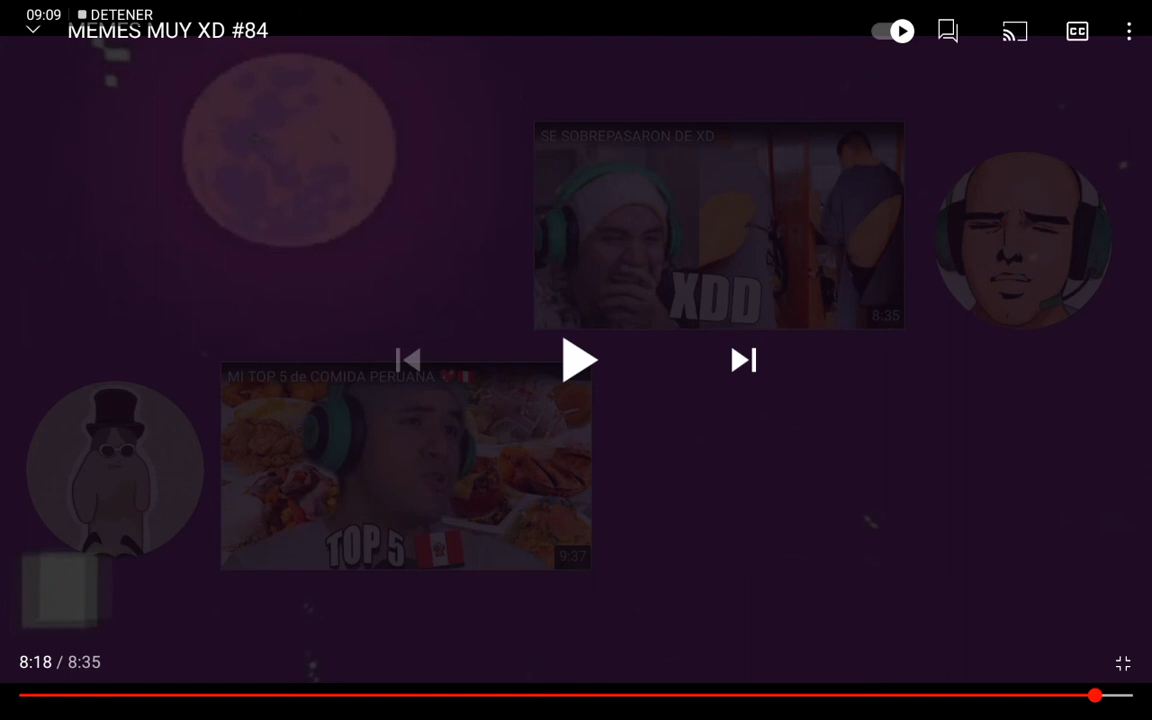 09:09 DETENER
MEMES MUY XD #84
CC
SE SOBREPASARON DE XD
XDD
8:35
MI TOP 5 de COMIDA PERUANA
TOP 5
9:37
8:18 / 8:35